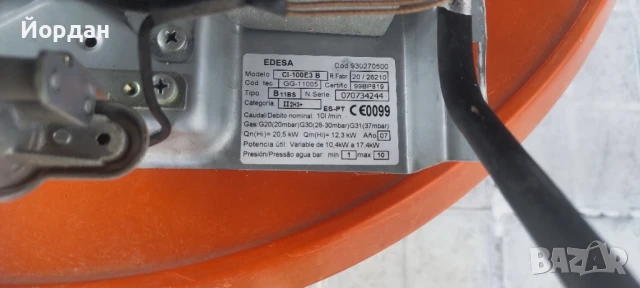 Йордан
EDESA
Cod 930270500
Modelo CI-100E3 B R.Fabr 20 / 26210
Cod tec GG-11005 Certific 99BP819
Tipo B11BS N.Serie 070734244
Categoria II2H3+ ES-PT CE0099
Caudal/Debito nominal 10l / min
Gas: G20(20mbar)G30(28-30mbar)G31(37mbar)
Qn(Hi) = 20,5 kW Qm(Hi)= 12,3 kW Año 07
Potencia útil: Variable de 10,4kW a 17,4kW
Presión/Pressão agua bar: min 1 max 10
BAZAR